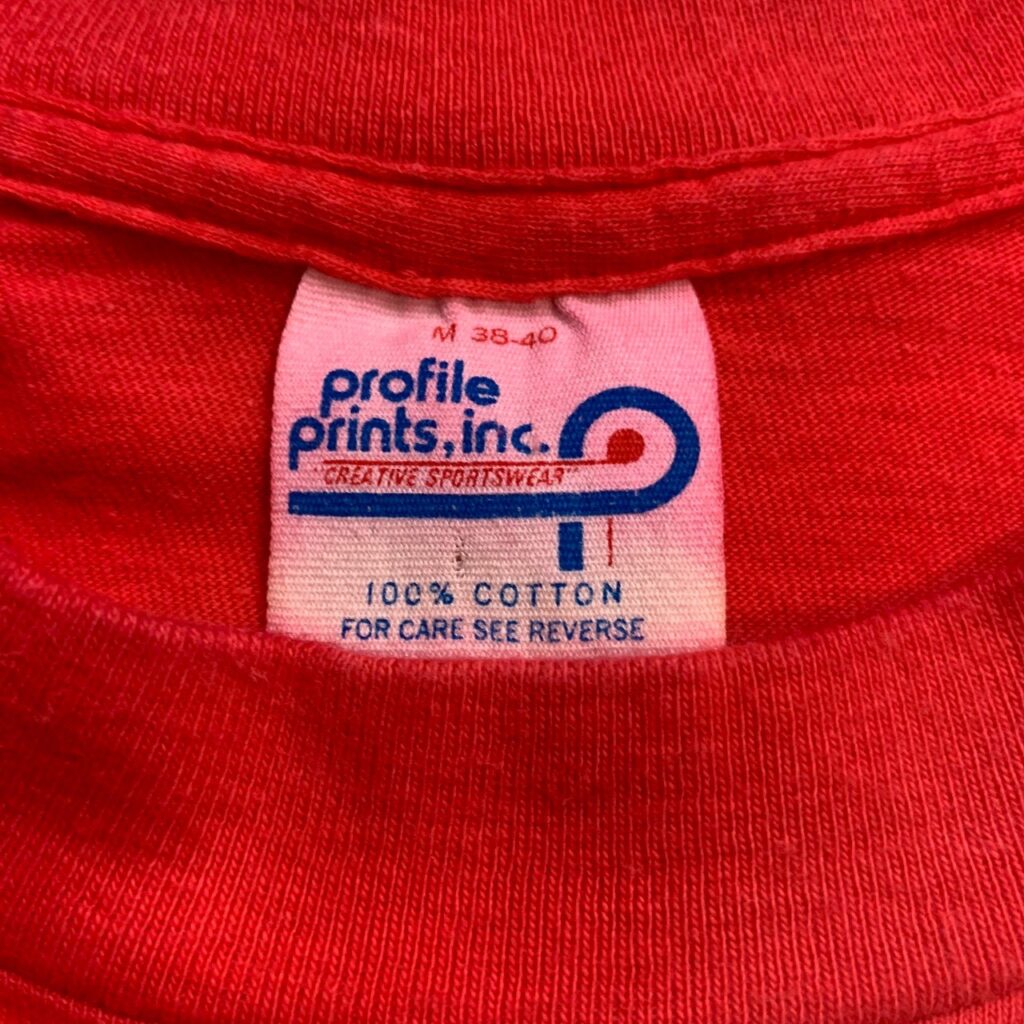 M 38-40
profile
prints, inc.
"CREATIVE SPORTSWEAR"
100% COTTON
FOR CARE SEE REVERSE